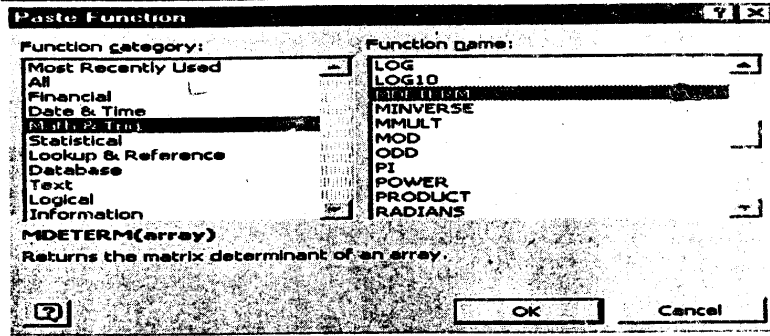 Paste Function
Function category:
Most Recently Used
All
Financial
Date & Time
Math & Trig
Statistical
Lookup & Reference
Database
Text
Logical
Information
Function name:
LOG
LOG10
MDETERM
MINVERSE
MMULT
MOD
ODD
PI
POWER
PRODUCT
RADIANS
MDETERM(array)
Returns the matrix determinant of an array.
OK
Cancel